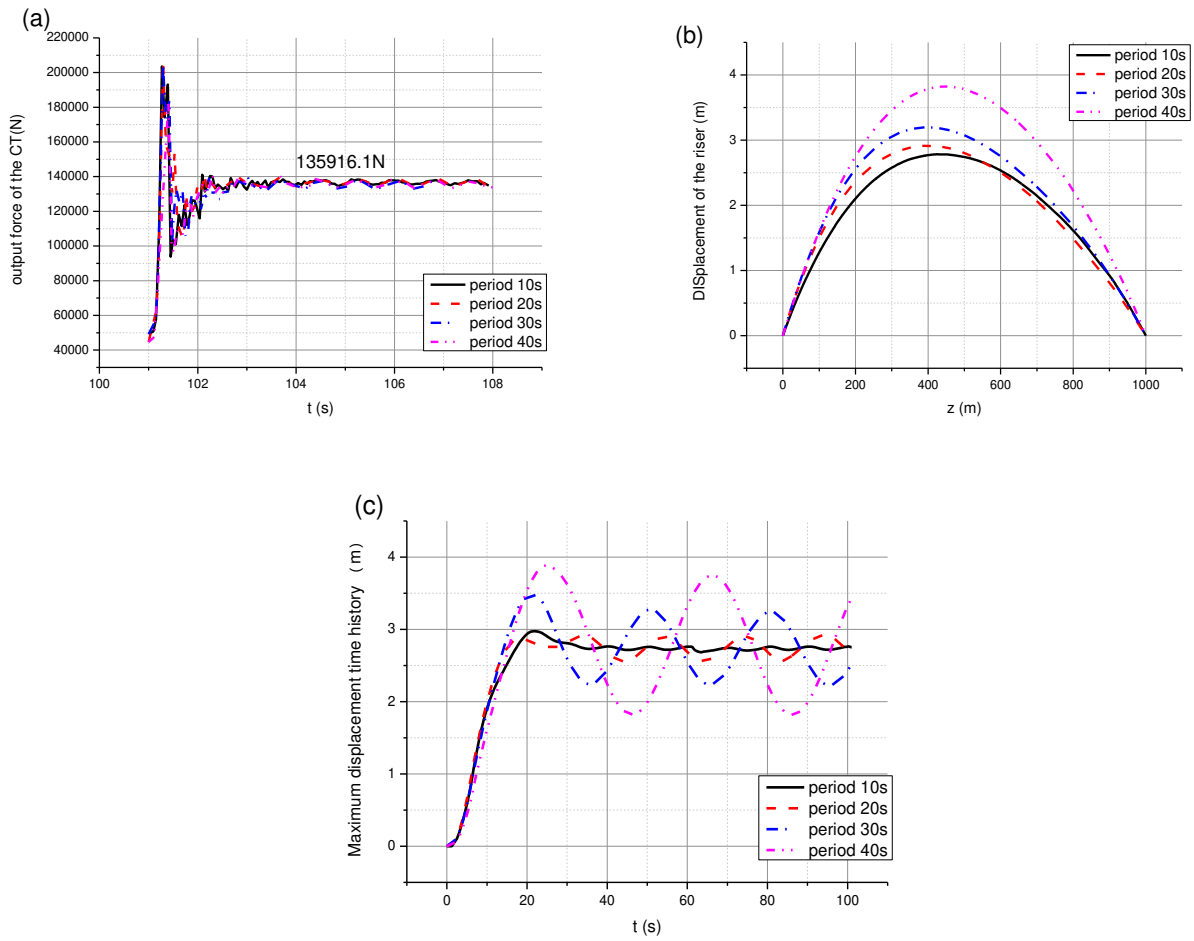 (a)
output force of the CT(N)
220000
200000
180000
160000
140000
120000
100000
80000
60000
40000
135916.1N
period 10s
period 20s
period 30s
period 40s
100 102 104 106 108
t (s)
(b)
DISplacement of the riser (m)
4
3
2
1
0
period 10s
period 20s
period 30s
period 40s
0 200 400 600 800 1000
z (m)
(c)
Maximum displacement time history (m)
4
3
2
1
0
period 10s
period 20s
period 30s
period 40s
0 20 40 60 80 100
t (s)